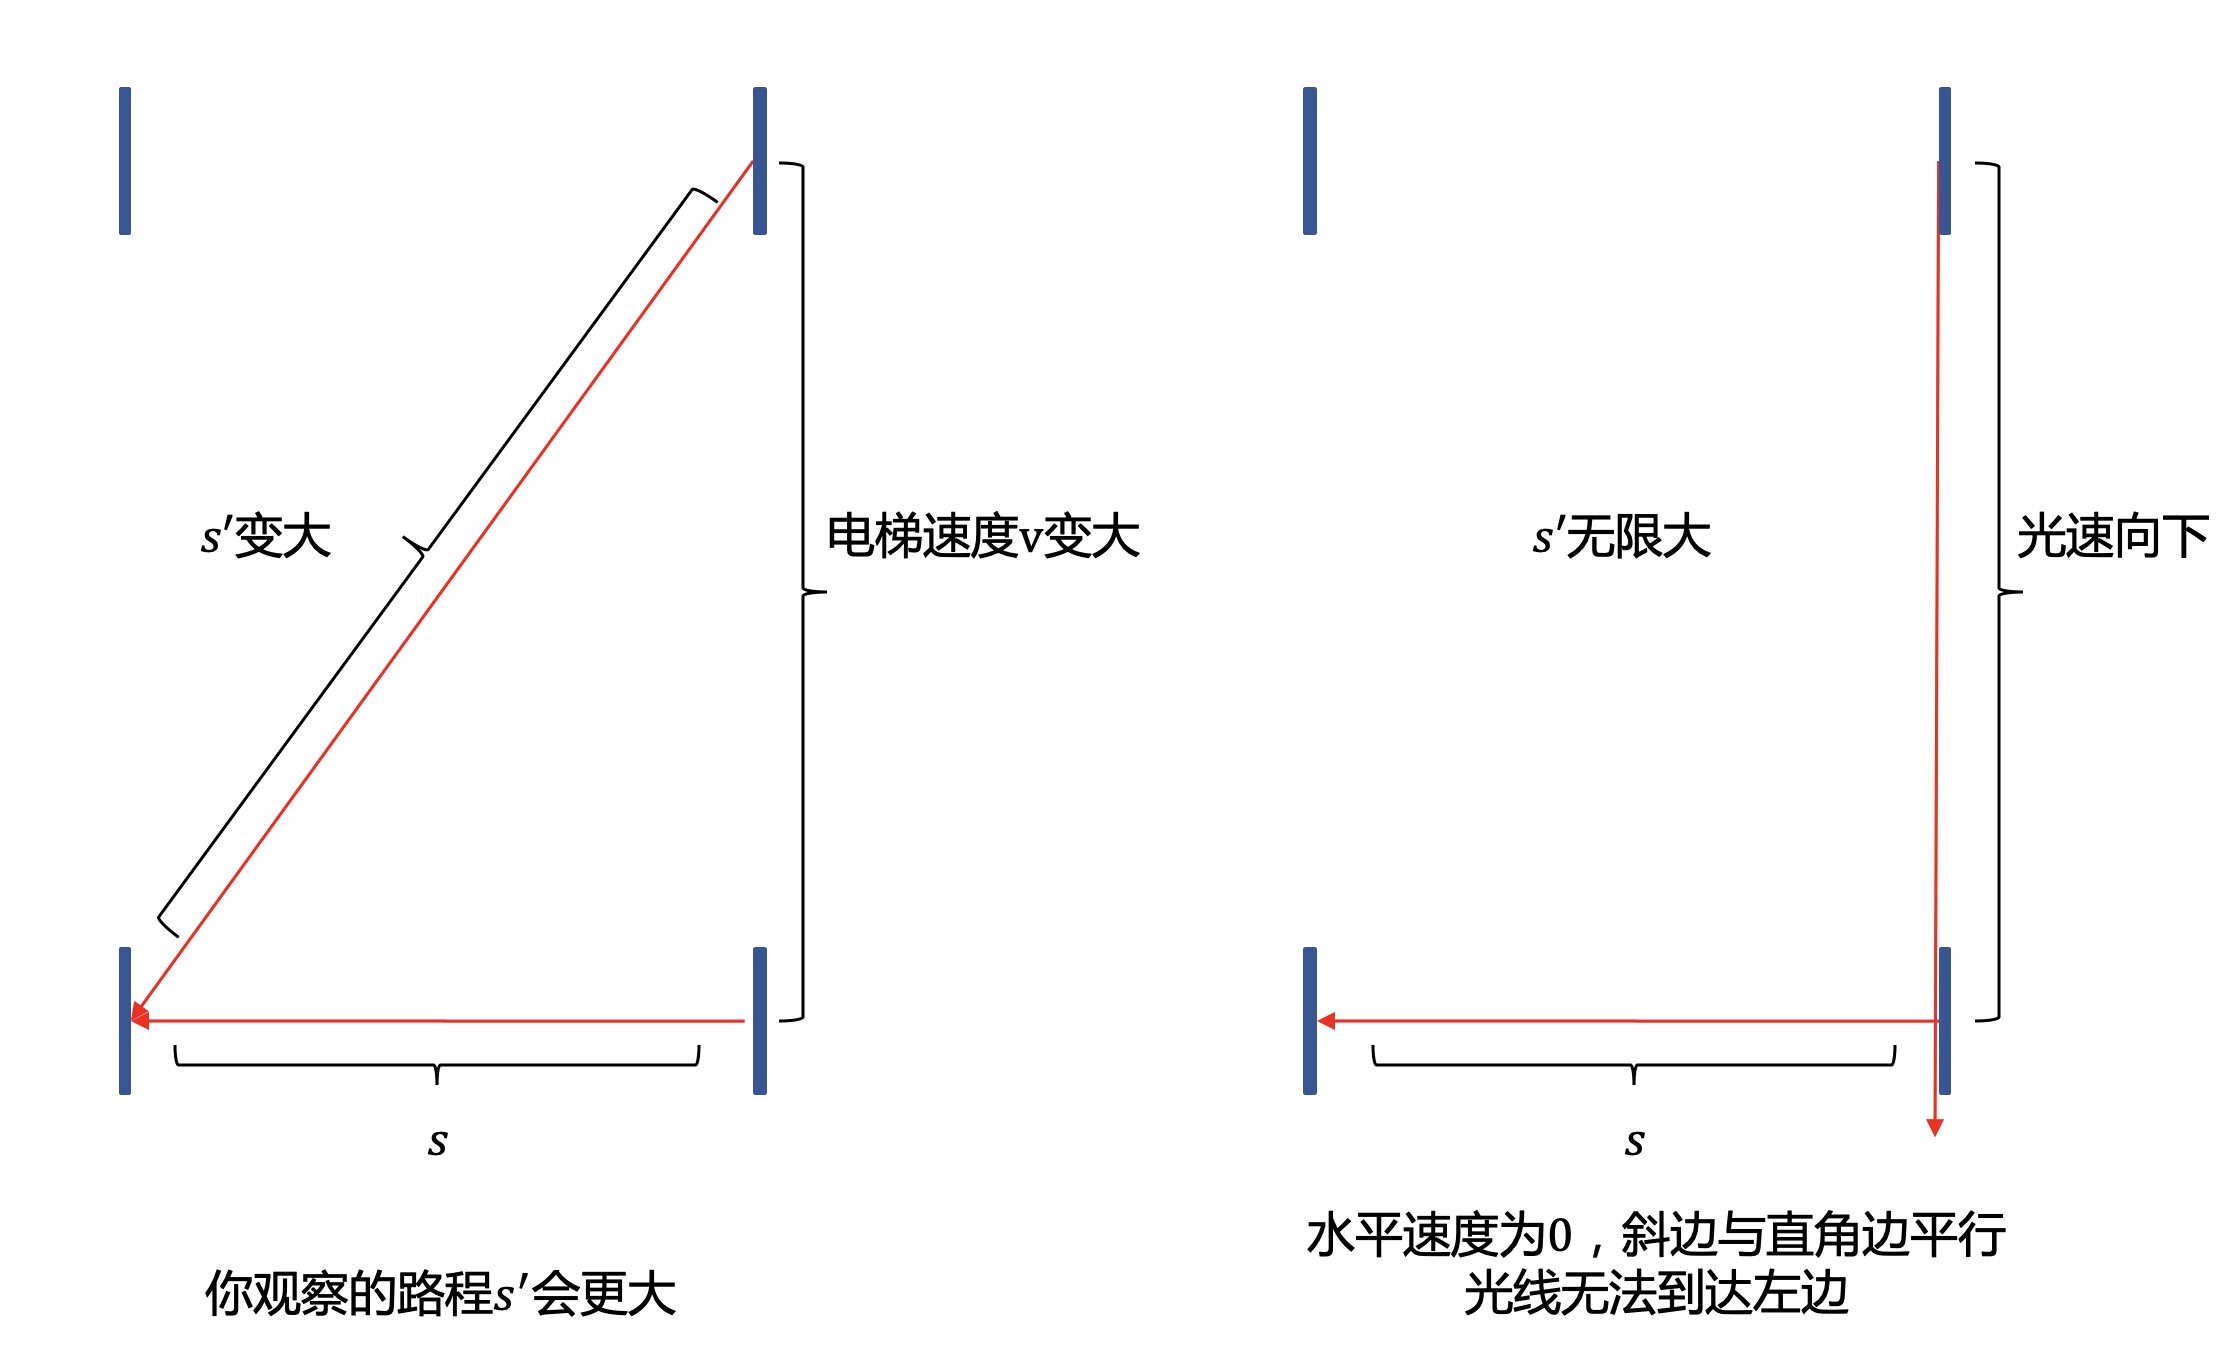 s′变大
电梯速度v变大
s
你观察的路程s′会更大
s′无限大
光速向下
s
水平速度为0，斜边与直角边平行
光线无法到达左边